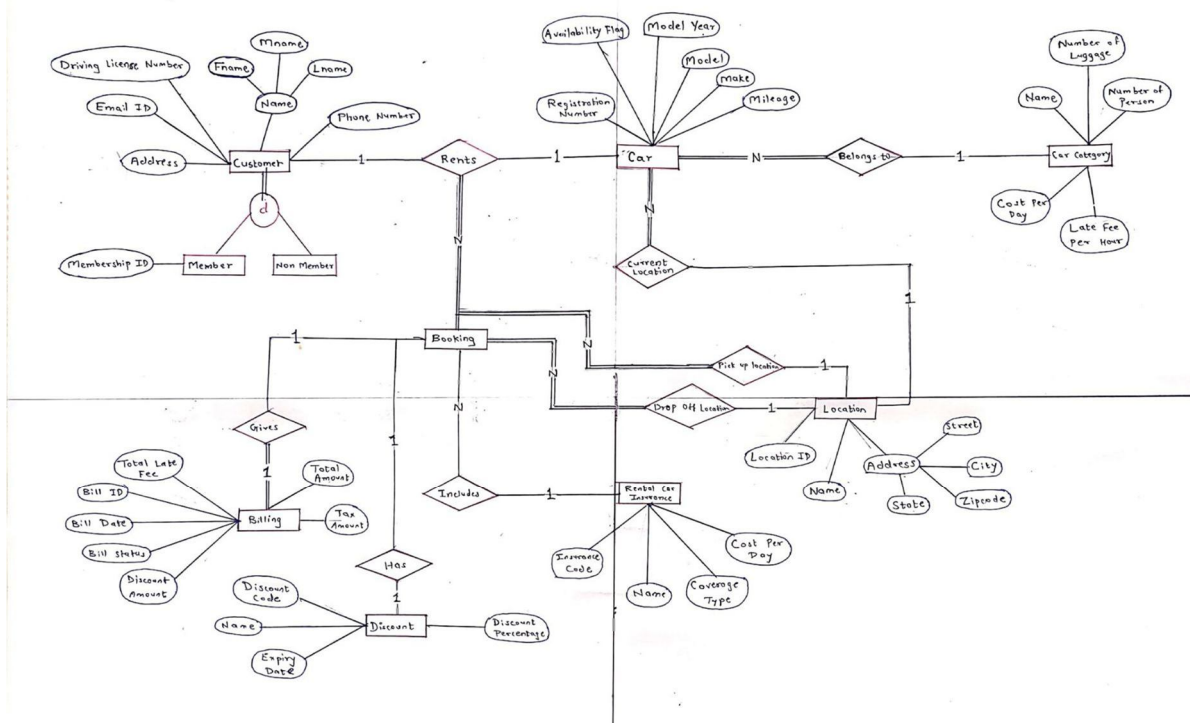 Mname
Fname
Lname
Name
Driving License Number
Email ID
Address
Phone Number
Customer
1
Rents
1
d
Membership ID
Member
Non Member
Availability Flag
Model Year
Model
Make
Mileage
Registration
Number
Car
N
Belongs to
1
Car Category
Number of
Luggage
Name
Number of
Person
Cost Per
Day
Late Fee
Per Hour
N
Current
Location
1
N
Booking
1
N
N
Pick up location
1
Drop Off Location
1
Location
Location ID
Name
Address
Street
City
Zipcode
State
Gives
1
Total Late
Fee
Total
Amount
Bill ID
Bill Date
Bill Status
Discount
Amount
Billing
Tax
Amount
1
Has
1
Discount
Code
Name
Expiry
Date
Discount
Discount
Percentage
N
Includes
1
Rental Car
Insurance
Insurance
Code
Name
Coverage
Type
Cost Per
Day